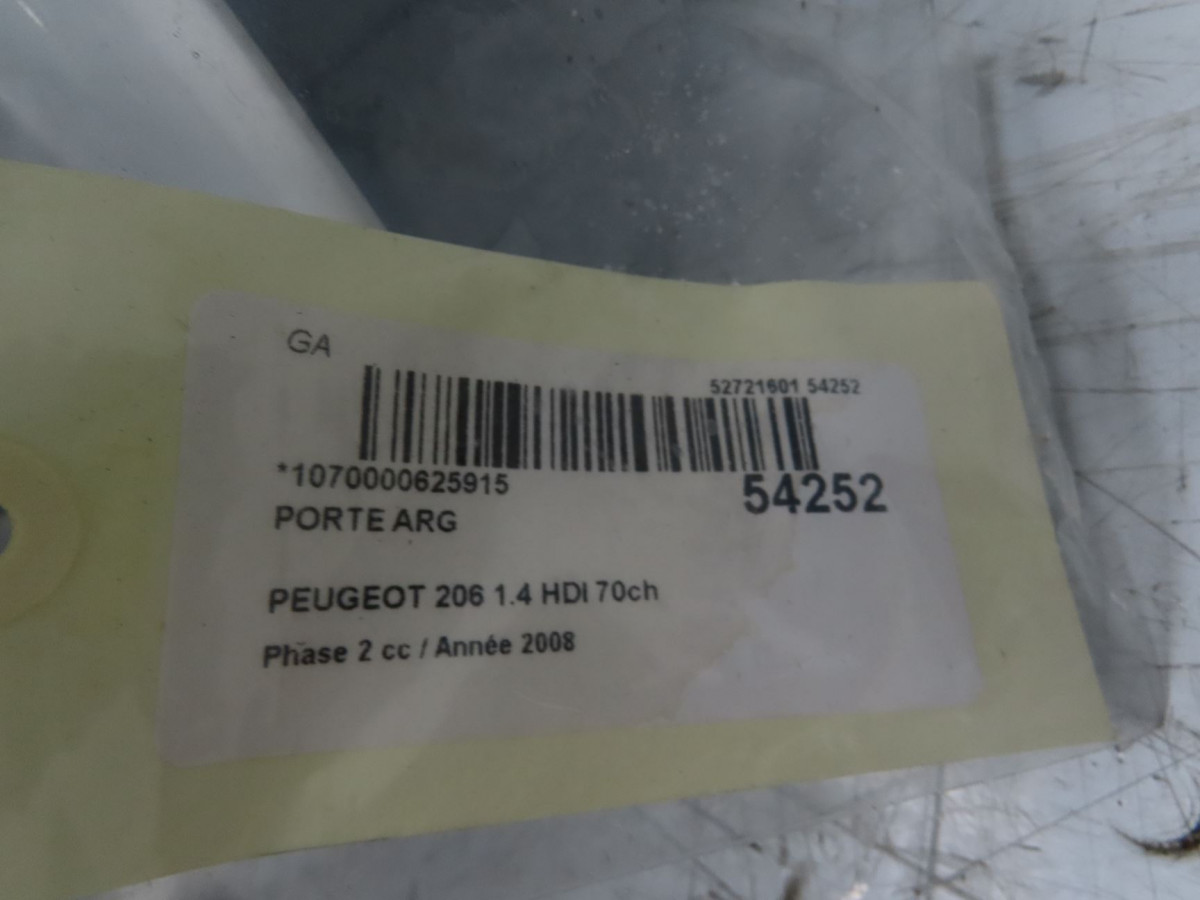 GA
52721601 54252
*1070000625915
54252
PORTE ARG
PEUGEOT 206 1.4 HDI 70ch
Phase 2 cc / Année 2008